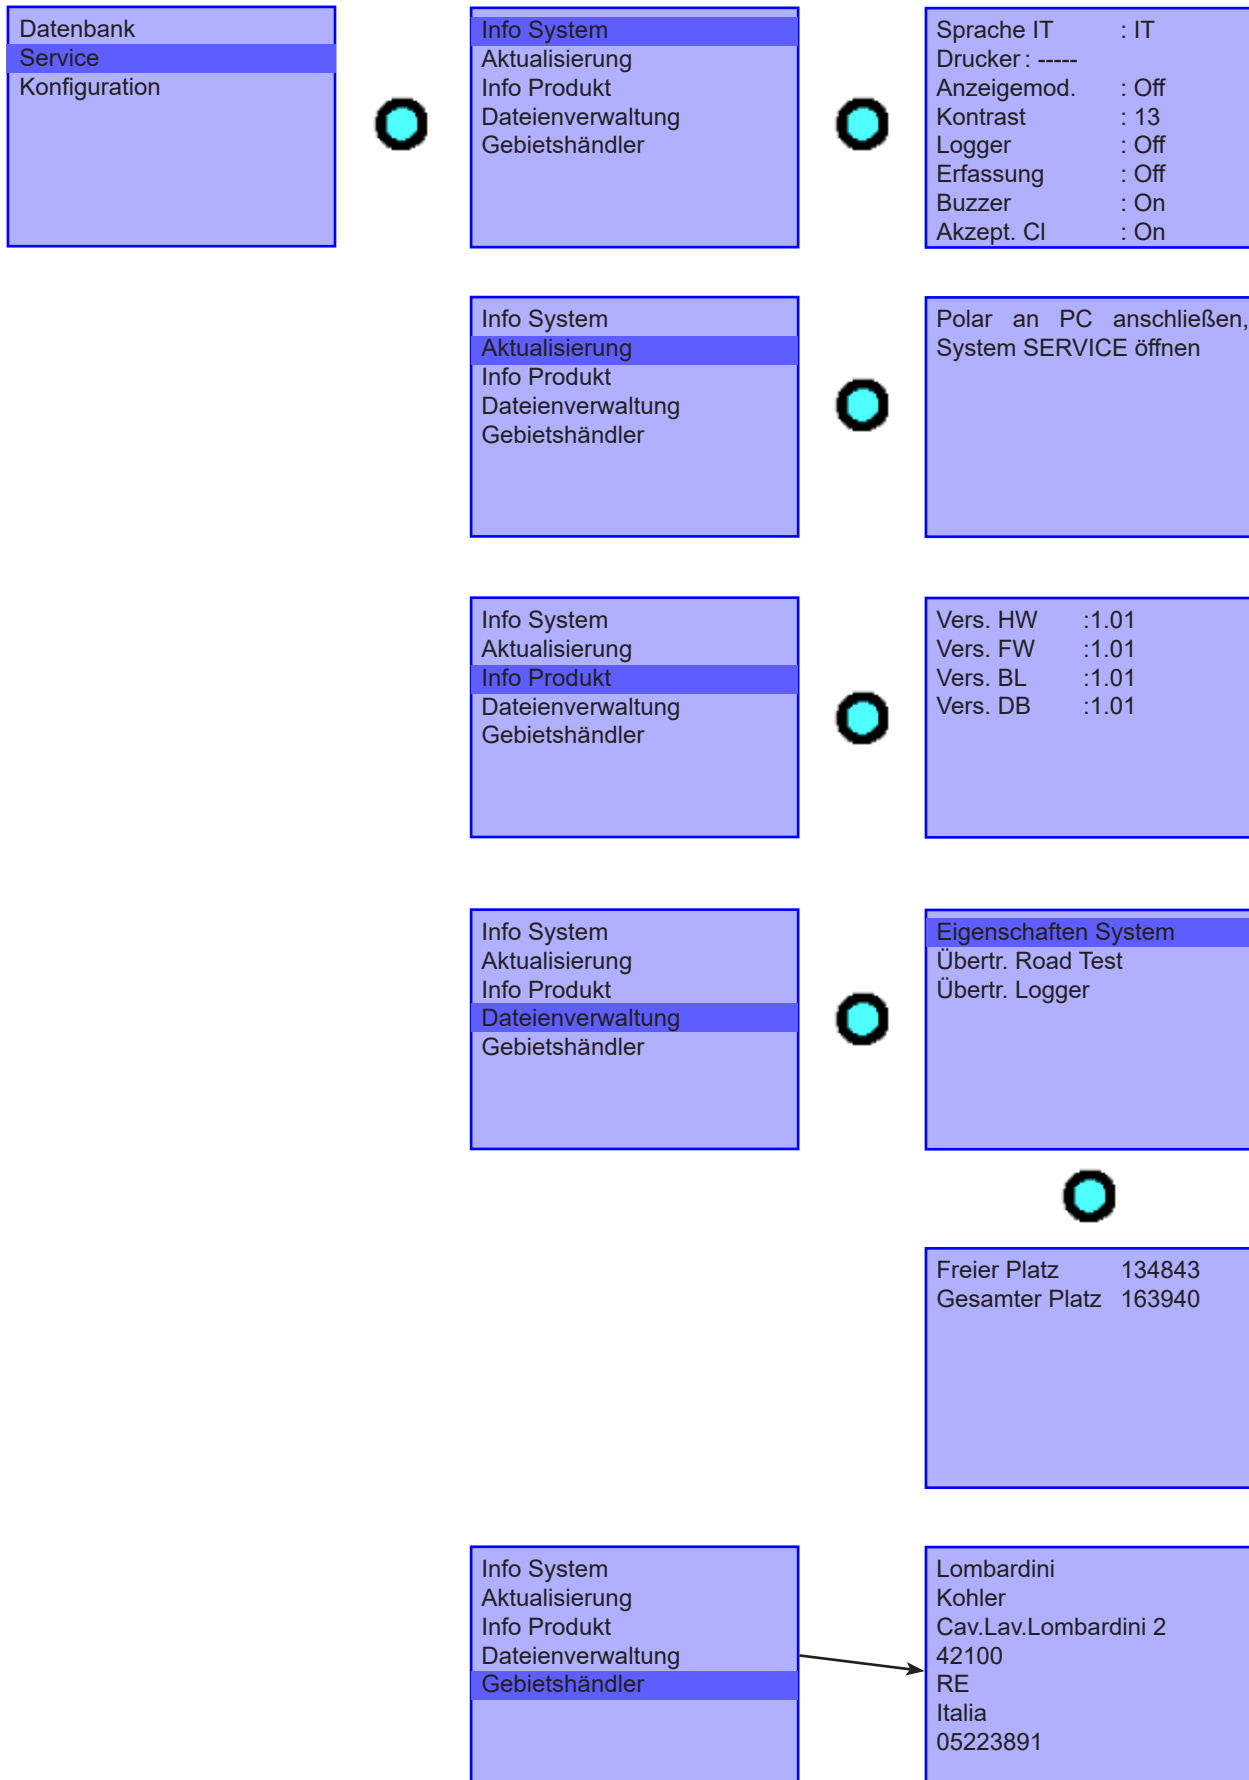 Datenbank
Service
Konfiguration
Info System
Aktualisierung
Info Produkt
Dateienverwaltung
Gebietshändler
Sprache IT : IT
Drucker : -----
Anzeigemod. : Off
Kontrast : 13
Logger : Off
Erfassung : Off
Buzzer : On
Akzept. Cl : On
Info System
Aktualisierung
Info Produkt
Dateienverwaltung
Gebietshändler
Polar an PC anschließen,
System SERVICE öffnen
Info System
Aktualisierung
Info Produkt
Dateienverwaltung
Gebietshändler
Vers. HW :1.01
Vers. FW :1.01
Vers. BL :1.01
Vers. DB :1.01
Info System
Aktualisierung
Info Produkt
Dateienverwaltung
Gebietshändler
Eigenschaften System
Übertr. Road Test
Übertr. Logger
Freier Platz 134843
Gesamter Platz 163940
Info System
Aktualisierung
Info Produkt
Dateienverwaltung
Gebietshändler
Lombardini
Kohler
Cav.Lav.Lombardini 2
42100
RE
Italia
05223891